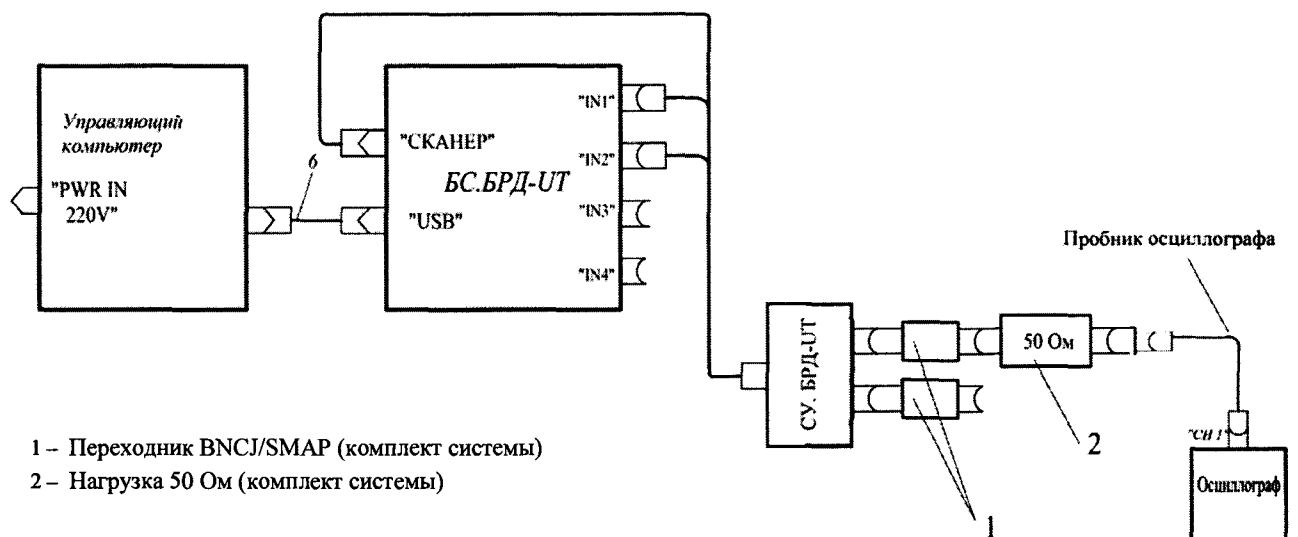 Управляющий
компьютер
"PWR IN
220V"
6
"СКАНЕР"
БС.БРД-UT
"USB"
"IN1"
"IN2"
"IN3"
"IN4"
Пробник осциллографа
СУ. БРД-UT
50 Ом
2
1
"CH 1"
Осциллограф
1 – Переходник BNCJ/SMAP (комплект системы)
2 – Нагрузка 50 Ом (комплект системы)